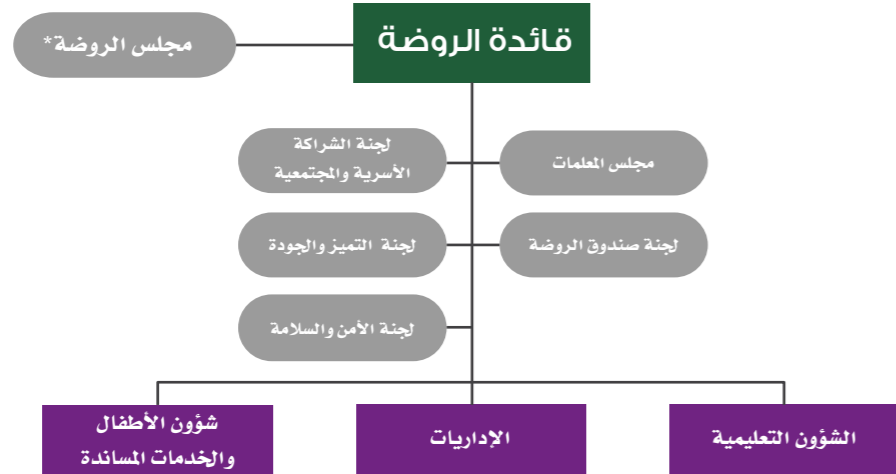 قائدة الروضة
مجلس الروضة*
مجلس المعلمات
لجنة الشراكة
الأسرية والمجتمعية
لجنة صندوق الروضة
لجنة التميز والجودة
لجنة الأمن والسلامة
الشؤون التعليمية
الإداريات
شؤون الأطفال
والخدمات المساندة